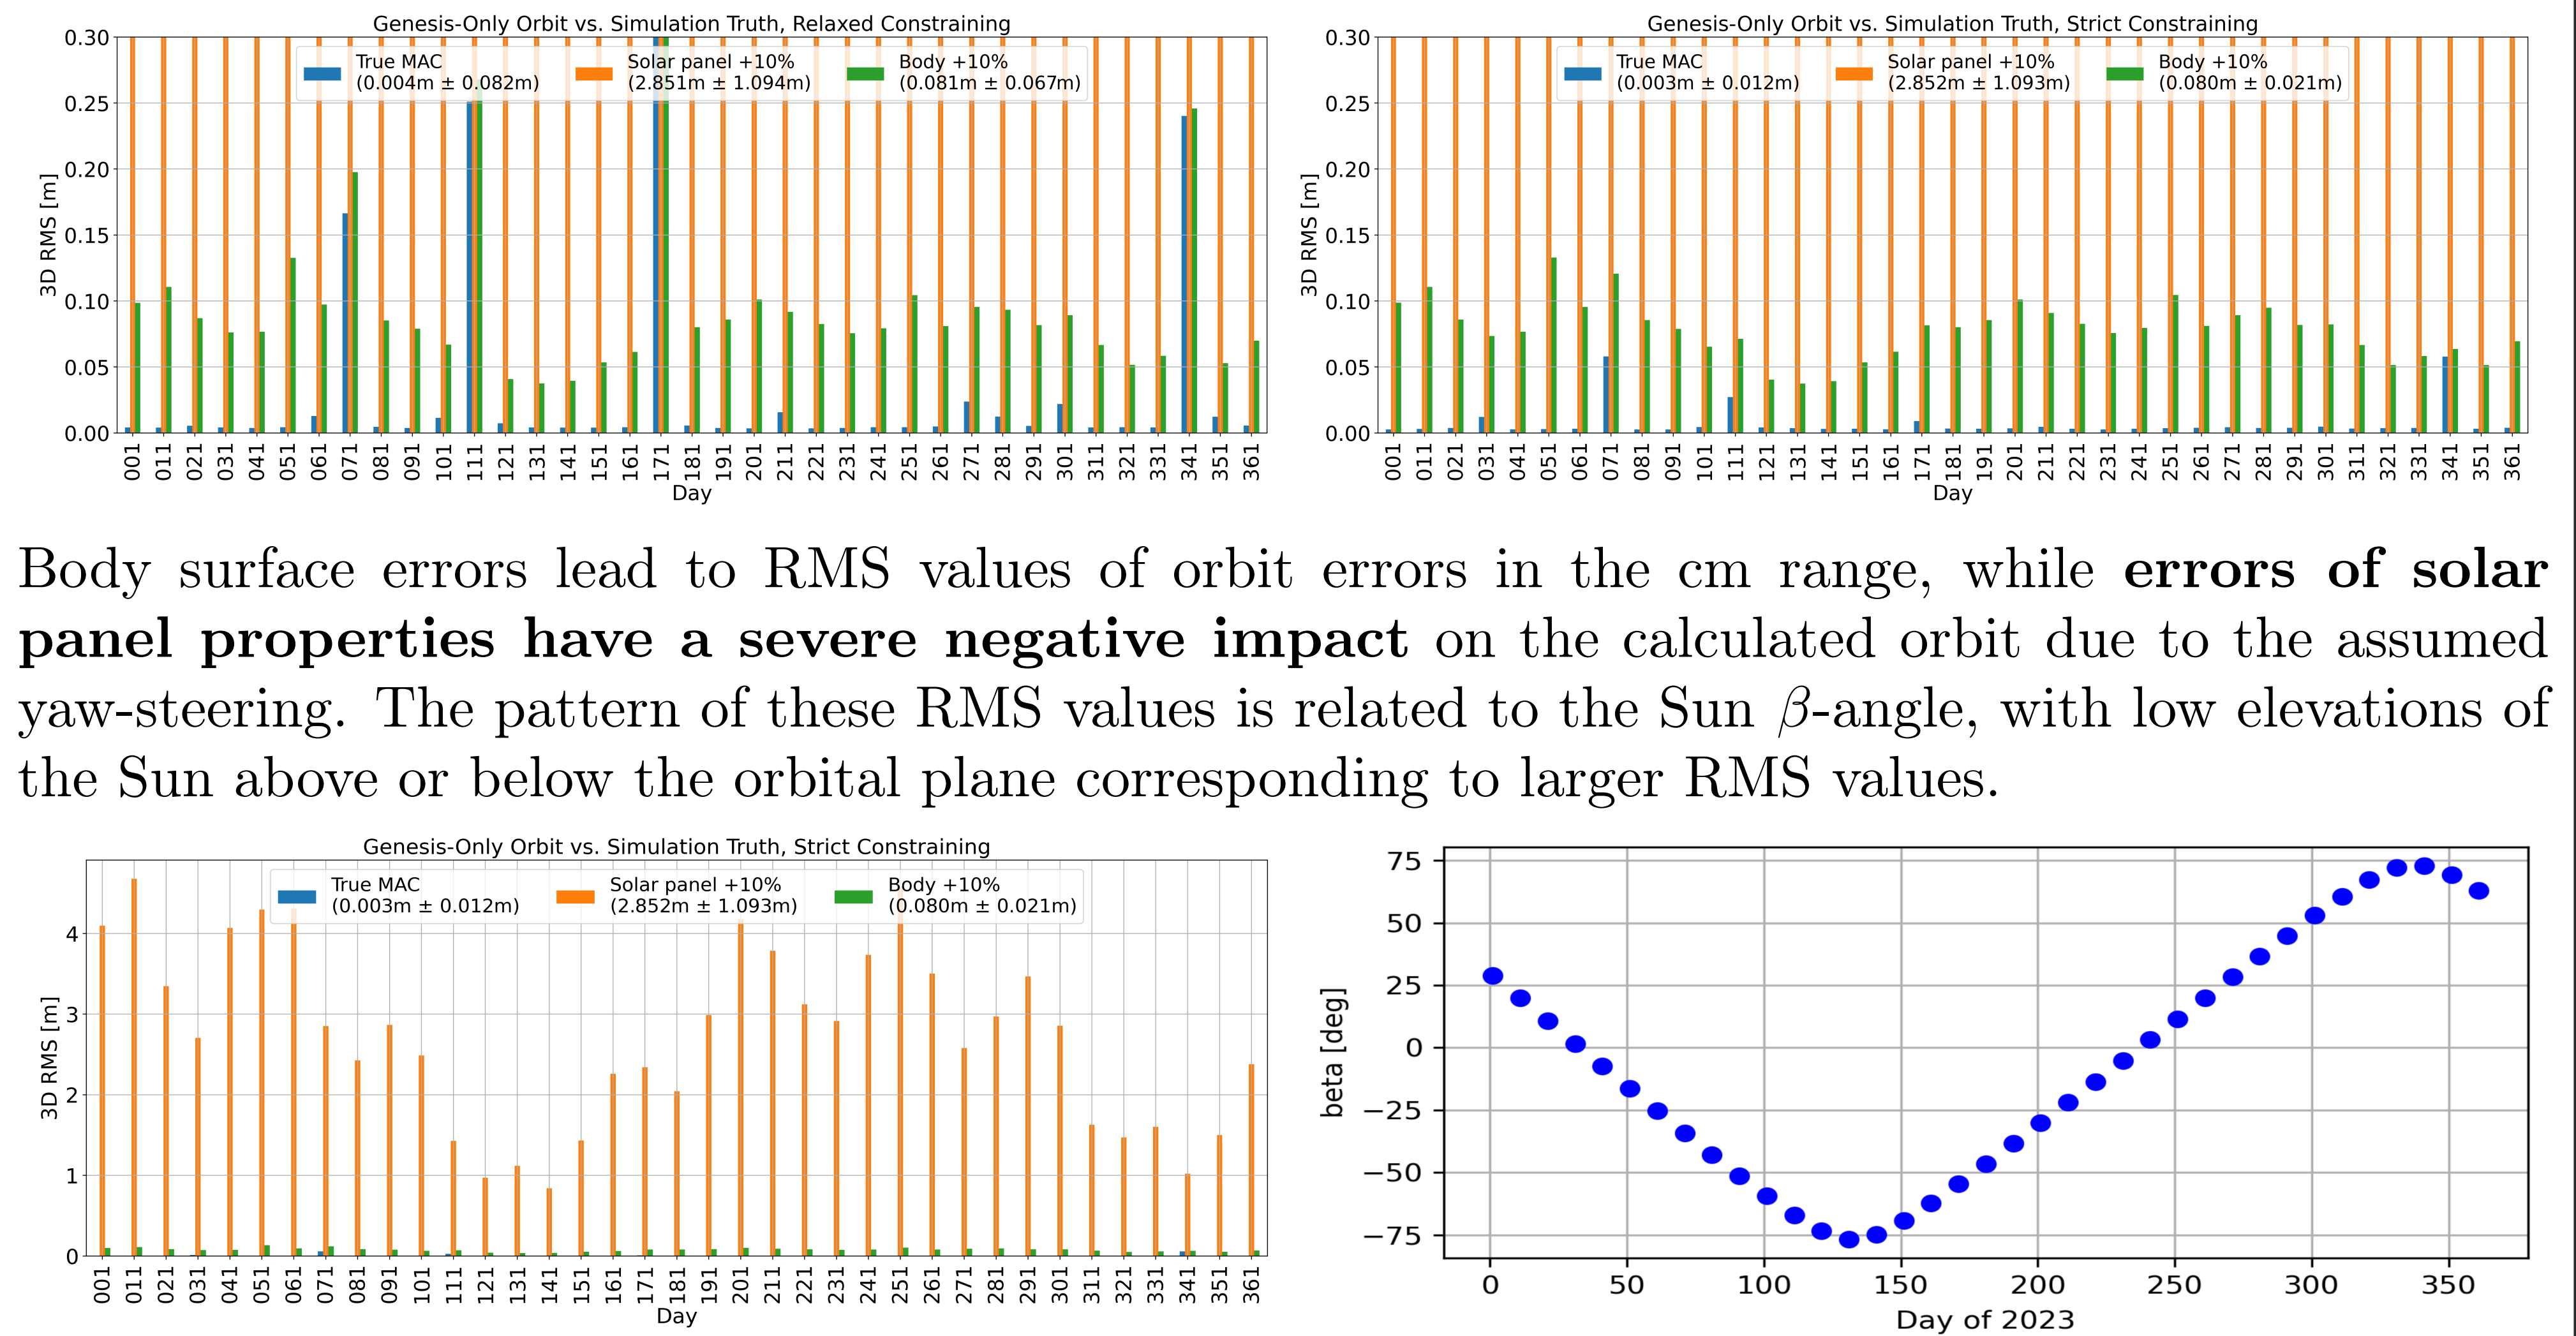 Genesis-Only Orbit vs. Simulation Truth, Relaxed Constraining
True MAC
(0.004m ± 0.082m)
Solar panel +10%
(2.851m ± 1.094m)
Body +10%
(0.081m ± 0.067m)
3D RMS [m]
0.30
0.25
0.20
0.15
0.10
0.05
0.00
001 011 021 031 041 051 061 071 081 091 101 111 121 131 141 151 161 171 181 191 201 211 221 231 241 251 261 271 281 291 301 311 321 331 341 351 361
Day
Genesis-Only Orbit vs. Simulation Truth, Strict Constraining
True MAC
(0.003m ± 0.012m)
Solar panel +10%
(2.852m ± 1.093m)
Body +10%
(0.080m ± 0.021m)
3D RMS [m]
0.30
0.25
0.20
0.15
0.10
0.05
0.00
001 011 021 031 041 051 061 071 081 091 101 111 121 131 141 151 161 171 181 191 201 211 221 231 241 251 261 271 281 291 301 311 321 331 341 351 361
Day
Body surface errors lead to RMS values of orbit errors in the cm range, while errors of solar
panel properties have a severe negative impact on the calculated orbit due to the assumed
yaw-steering. The pattern of these RMS values is related to the Sun β-angle, with low elevations of
the Sun above or below the orbital plane corresponding to larger RMS values.
Genesis-Only Orbit vs. Simulation Truth, Strict Constraining
True MAC
(0.003m ± 0.012m)
Solar panel +10%
(2.852m ± 1.093m)
Body +10%
(0.080m ± 0.021m)
3D RMS [m]
4
3
2
1
0
001 011 021 031 041 051 061 071 081 091 101 111 121 131 141 151 161 171 181 191 201 211 221 231 241 251 261 271 281 291 301 311 321 331 341 351 361
Day
beta [deg]
75
50
25
0
−25
−50
−75
0 50 100 150 200 250 300 350
Day of 2023